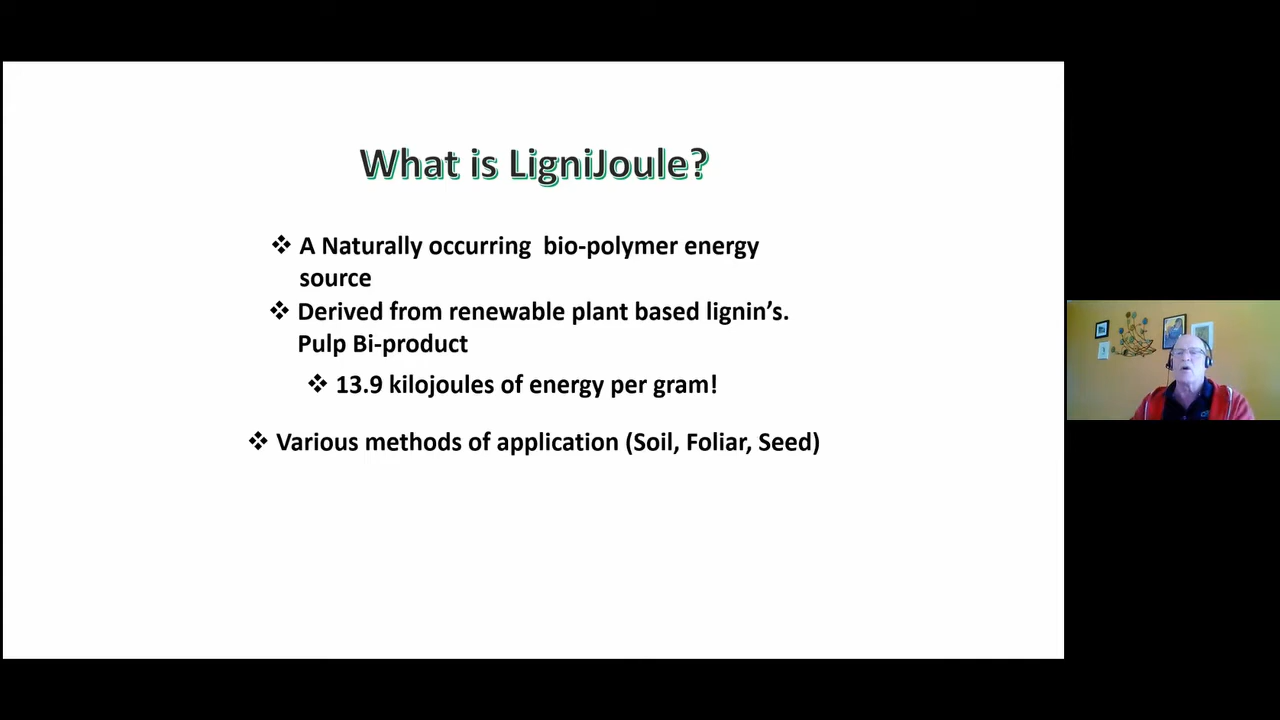 What is LigniJoule?
❖ A Naturally occurring  bio-polymer energy
source
❖ Derived from renewable plant based lignin’s.
Pulp Bi-product
❖ 13.9 kilojoules of energy per gram!
❖ Various methods of application (Soil, Foliar, Seed)